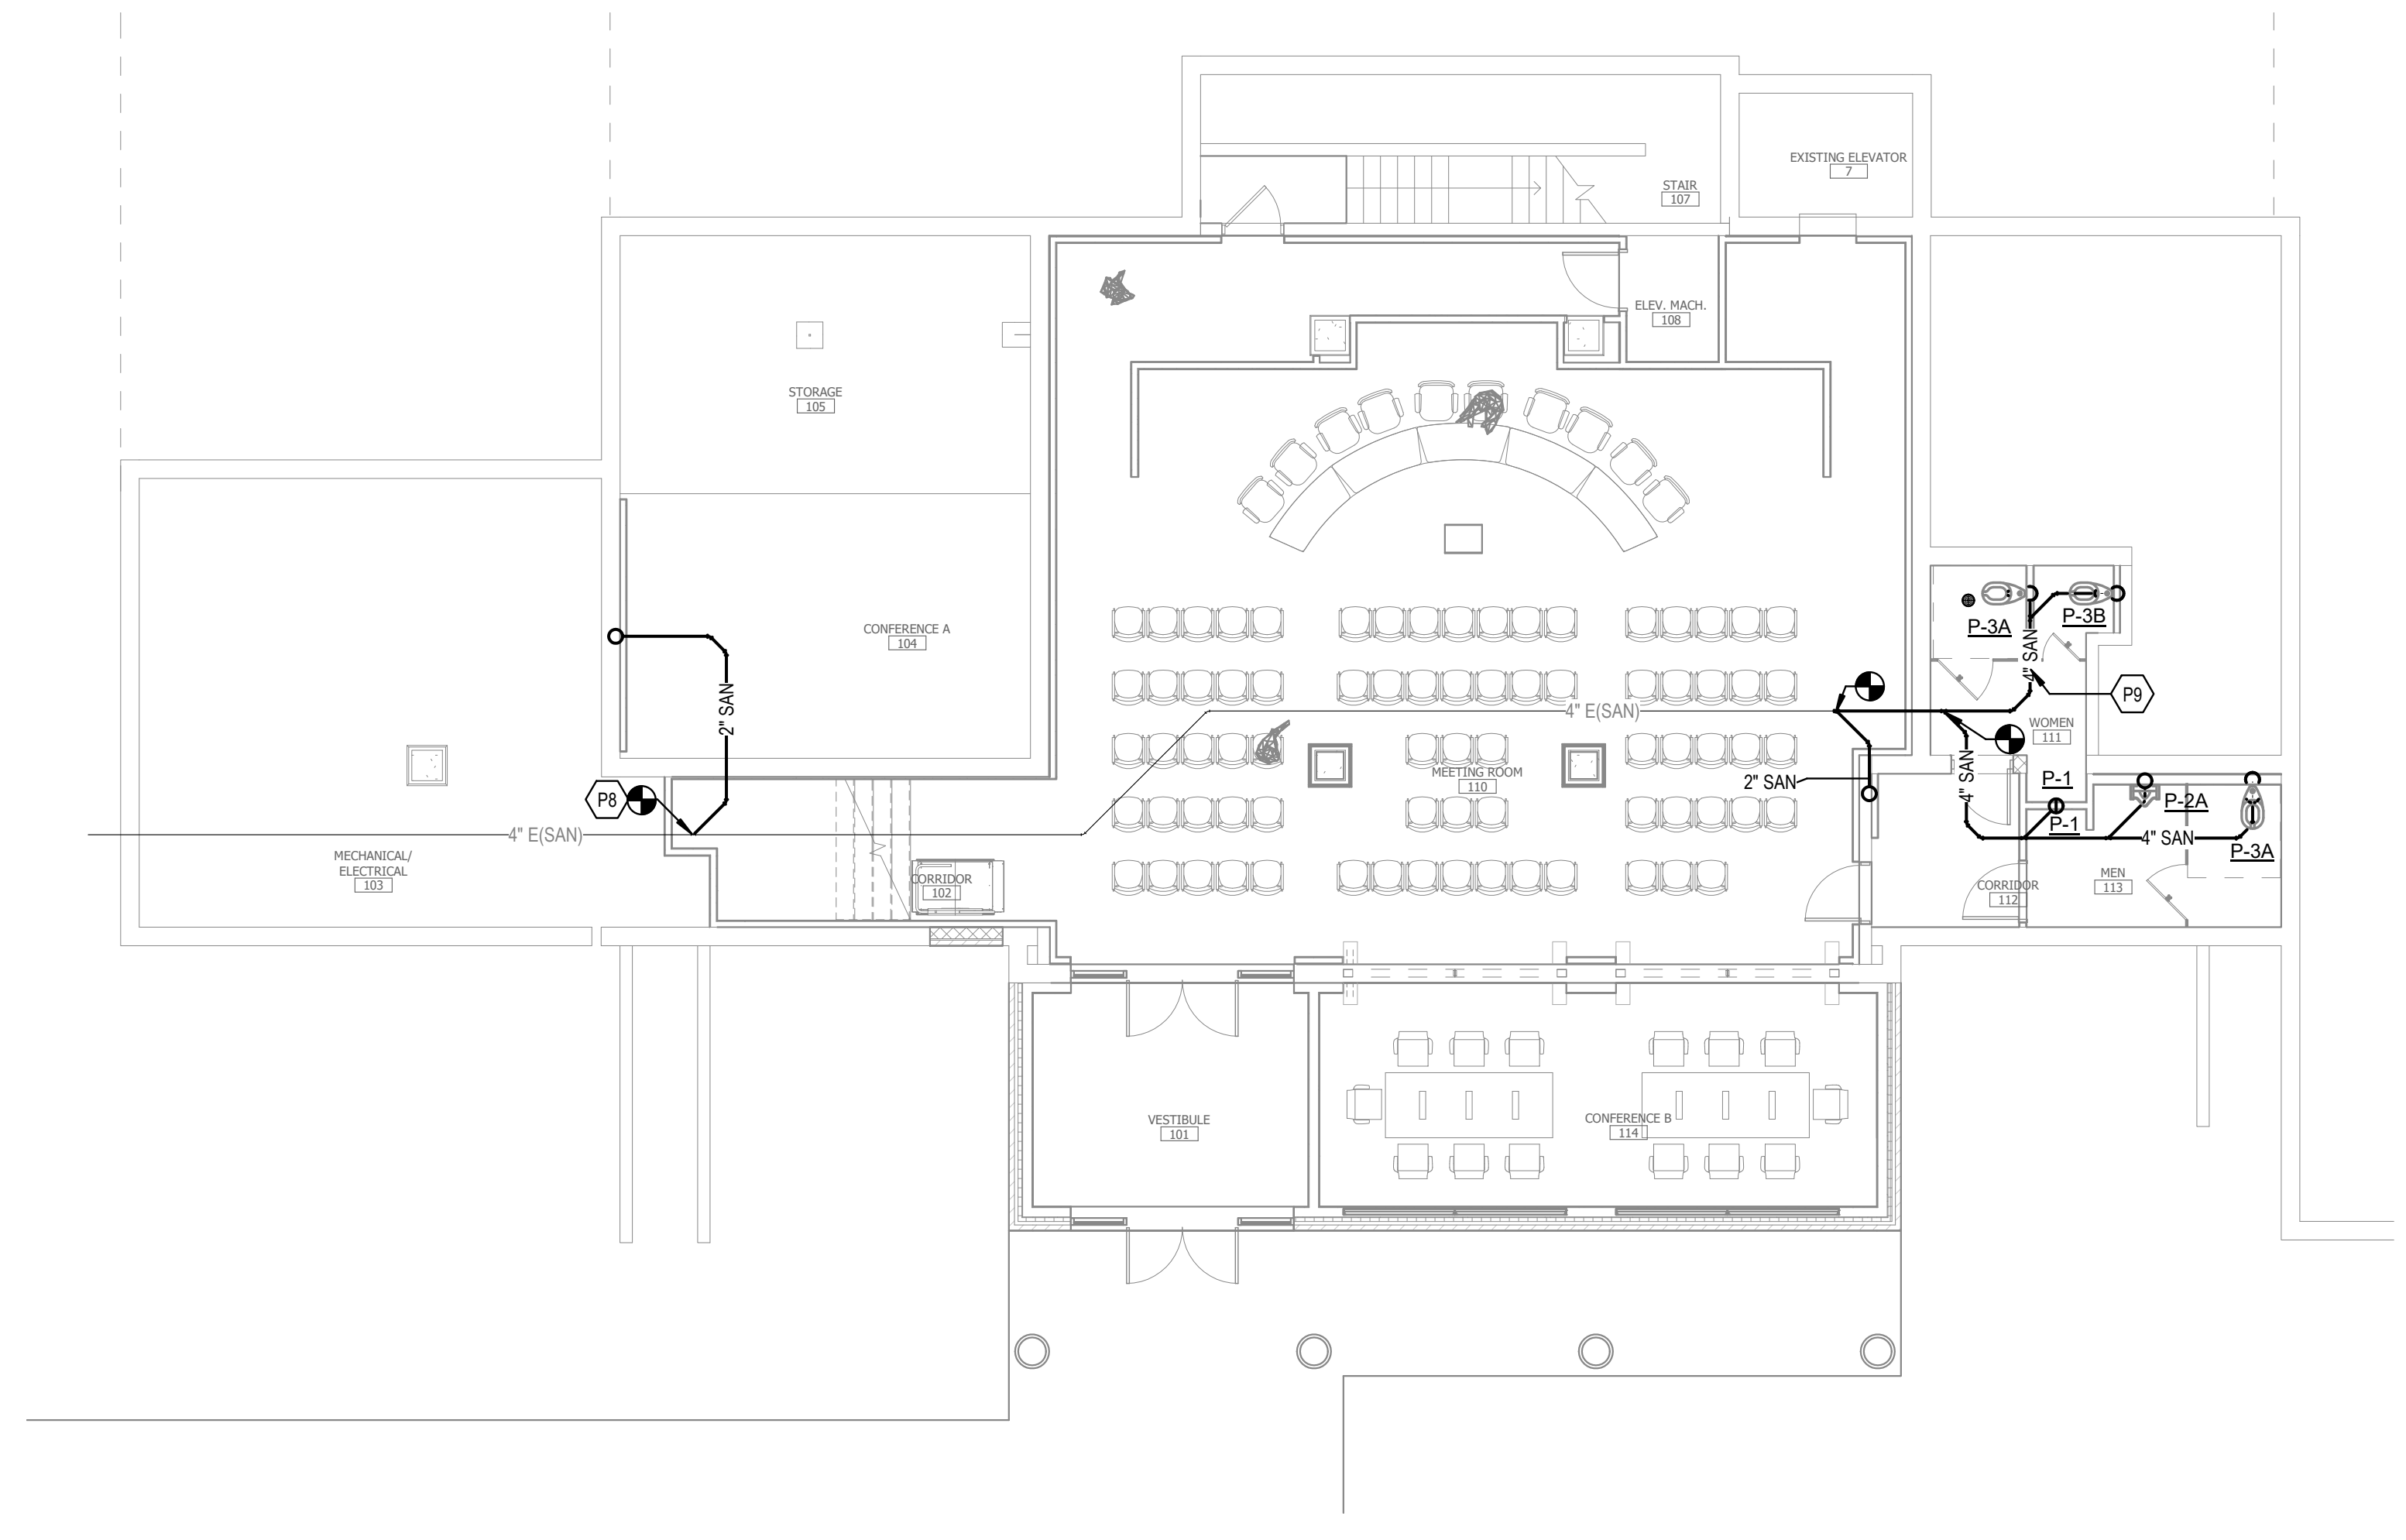 EXISTING ELEVATOR
7
STAIR
107
ELEV. MACH.
108
STORAGE
105
P-3A
P-3B
CONFERENCE A
104
4" SAN
P9
2" SAN
4" E(SAN)
WOMEN
111
MEETING ROOM
110
2" SAN
4" SAN
P-1
P8
P-2A
P-1
4" E(SAN)
4" SAN
P-3A
MECHANICAL/
ELECTRICAL
103
CORRIDOR
102
MEN
113
CORRIDOR
112
VESTIBULE
101
CONFERENCE B
114